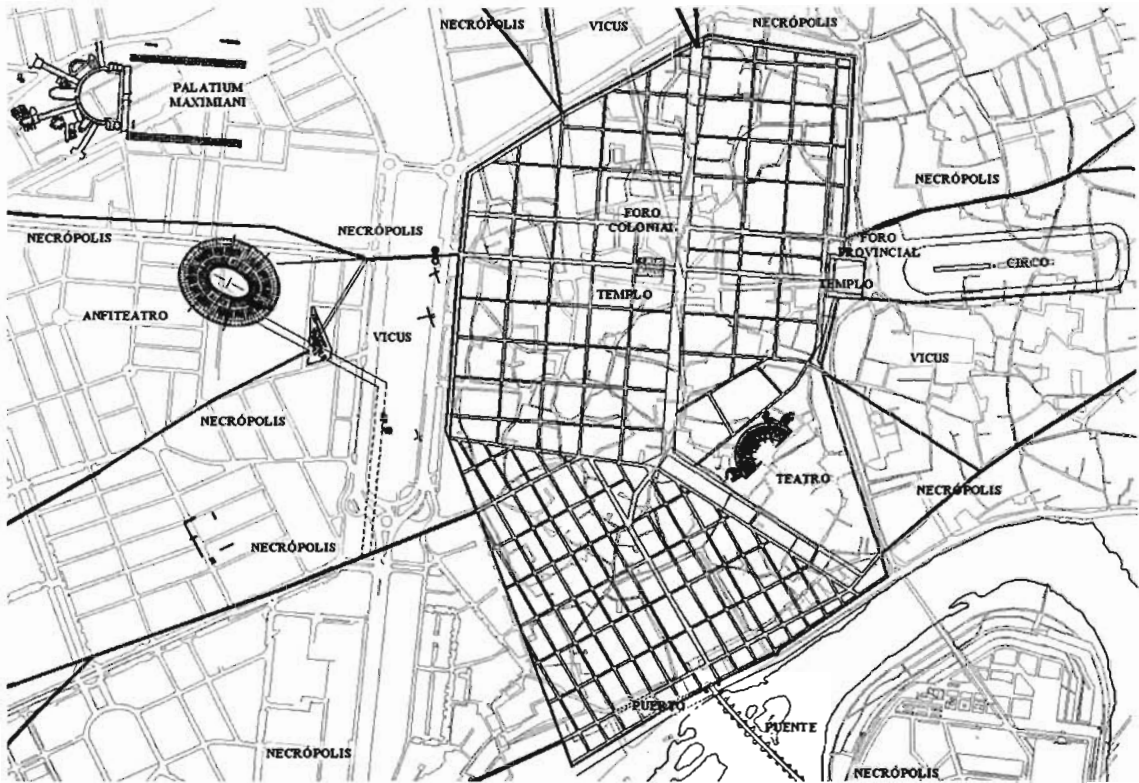 NECRÓPOLIS
VICUS
NECRÓPOLIS
PALATIUM
MAXIMIANI
NECRÓPOLIS
FORO
COLONIAL
NECRÓPOLIS
NECRÓPOLIS
FORO
PROVINCIAL
CIRCO
TEMPLO
TEMPLO
ANFITEATRO
VICUS
VICUS
NECRÓPOLIS
TEATRO
NECRÓPOLIS
NECRÓPOLIS
PUERTO
PUENTE
NECRÓPOLIS
NECRÓPOLIS